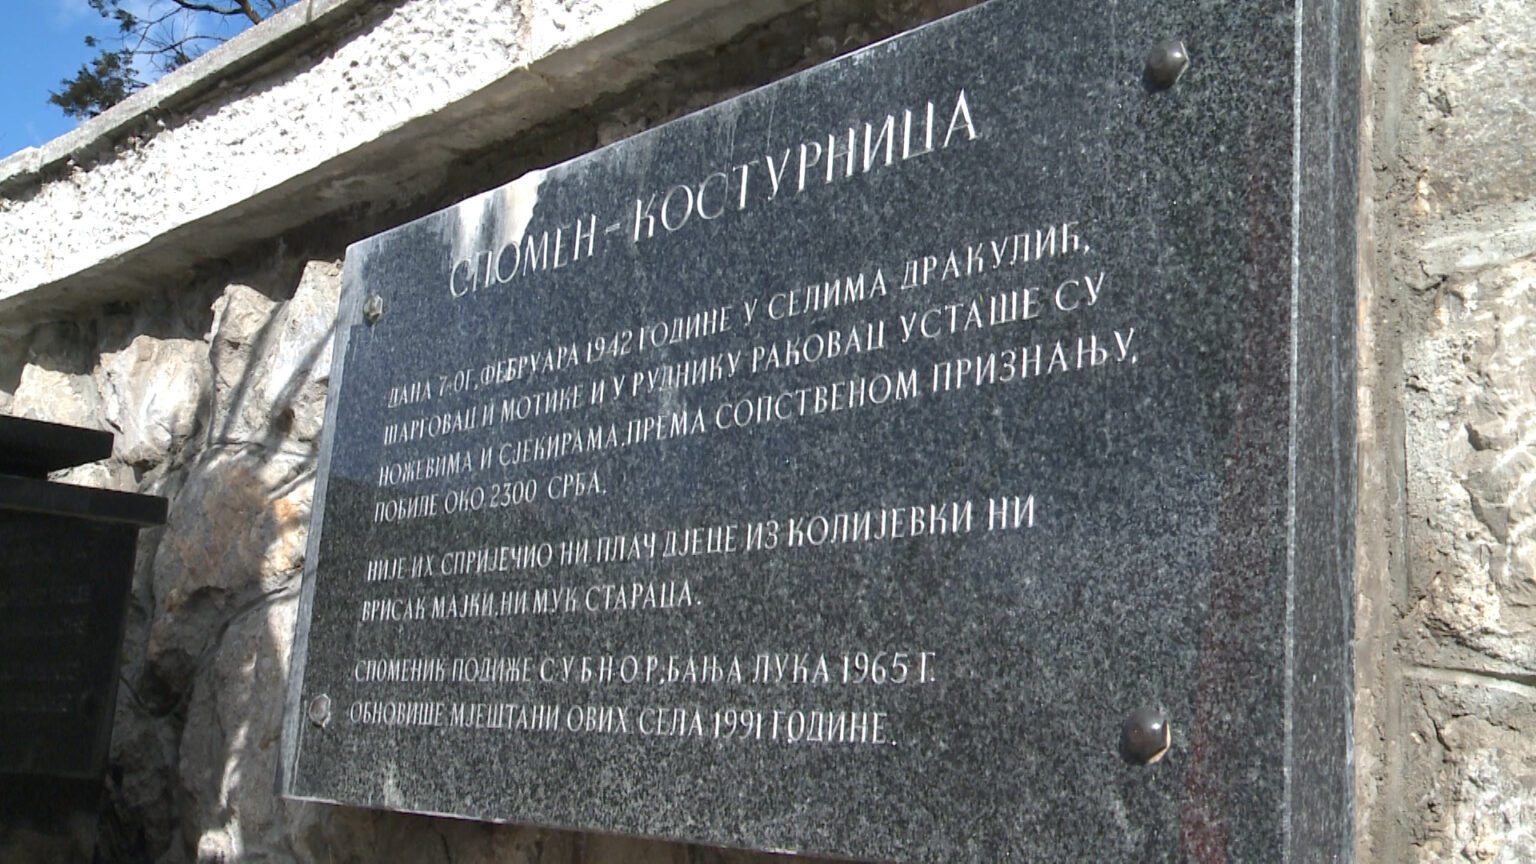 СПОМЕН-КОСТУРНИЦА
ДАНА 7-ОГ. ФЕБРУАРА 1942 ГОДИНЕ У СЕЛИМА ДРАКУЛИЋ,
ШАРГОВАЦ И МОТИКЕ И У РУДНИКУ РАКОВАЦ УСТАШЕ СУ
НОЖЕВИМА И СЈЕКИРАМА, ПРЕМА СОПСТВЕНОМ ПРИЗНАЊУ,
ПОБИЛЕ ОКО 2300 СРБА.
НИЈЕ ИХ СПРИЈЕЧИО НИ ПЛАЧ ДЈЕЦЕ ИЗ КОЛИЈЕВКИ НИ
ВРИСАК МАЈКИ, НИ МУК СТАРАЦА.
СПОМЕНИК ПОДИЖЕ С У Б Н О Р, БАЊА ЛУКА 1965 Г.
ОБНОВИШЕ МЈЕШТАНИ ОВИХ СЕЛА 1991 ГОДИНЕ.